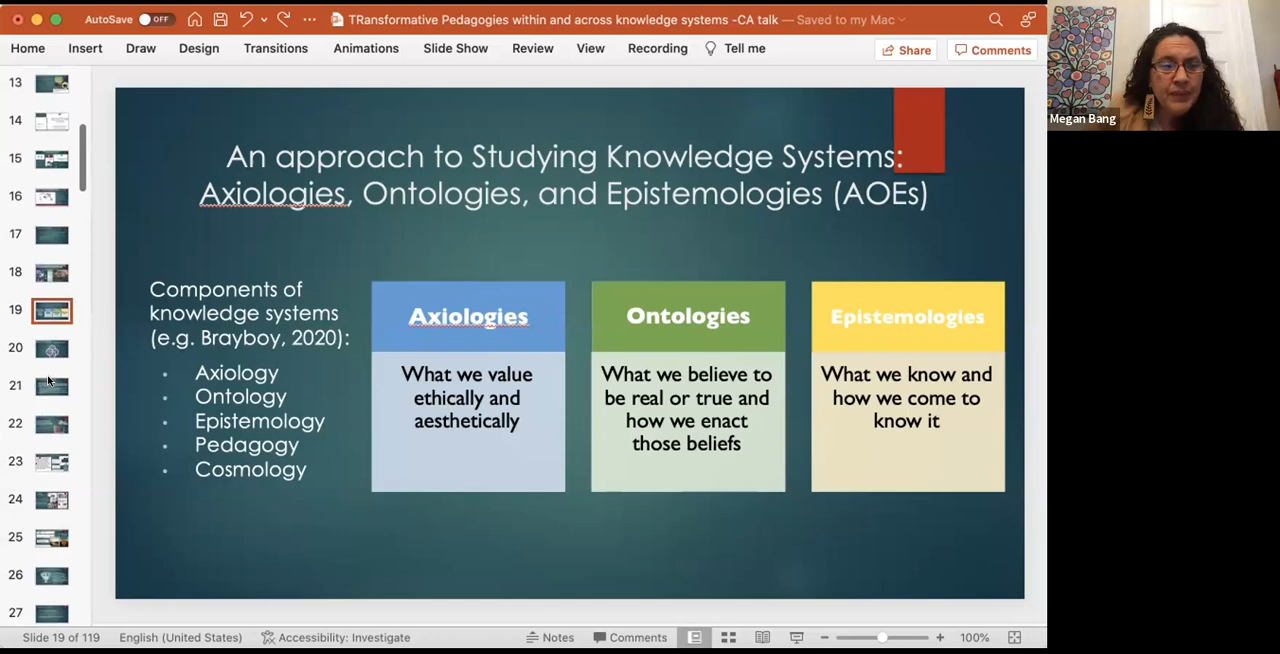 AutoSave OFF TRansformative Pedagogies within and across knowledge systems -CA talk — Saved to my Mac
Home Insert Draw Design Transitions Animations Slide Show Review View Recording Tell me Share Comments
An approach to Studying Knowledge Systems:
Axiologies, Ontologies, and Epistemologies (AOEs)
Components of
knowledge systems
(e.g. Brayboy, 2020):
• Axiology
• Ontology
• Epistemology
• Pedagogy
• Cosmology
Axiologies
What we value
ethically and
aesthetically
Ontologies
What we believe to
be real or true and
how we enact
those beliefs
Epistemologies
What we know and
how we come to
know it
13
14
15
16
17
18
19
20
21
22
23
24
25
26
27
Slide 19 of 119 English (United States) Accessibility: Investigate Notes Comments 100%
Megan Bang